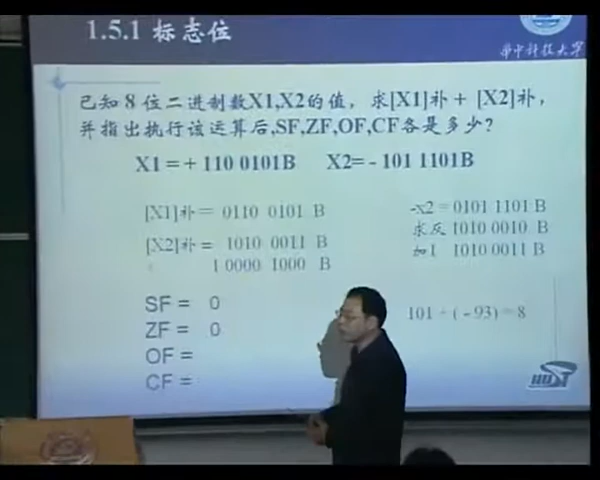 1.5.1 标志位
华中科技大学
已知8位二进制数X1,X2的值，求[X1]补+ [X2]补，
并指出执行该运算后,SF,ZF,OF,CF各是多少?
X1 =+ 110 0101B X2= - 101 1101B
[X1]补= 0110 0101 B
[X2]补= 1010 0011 B
1 0000 1000 B
-x2 = 0101 1101 B
求反 1010 0010 B
加1 1010 0011 B
SF = 0
ZF = 0
OF =
CF =
101 + (-93) = 8
HUST